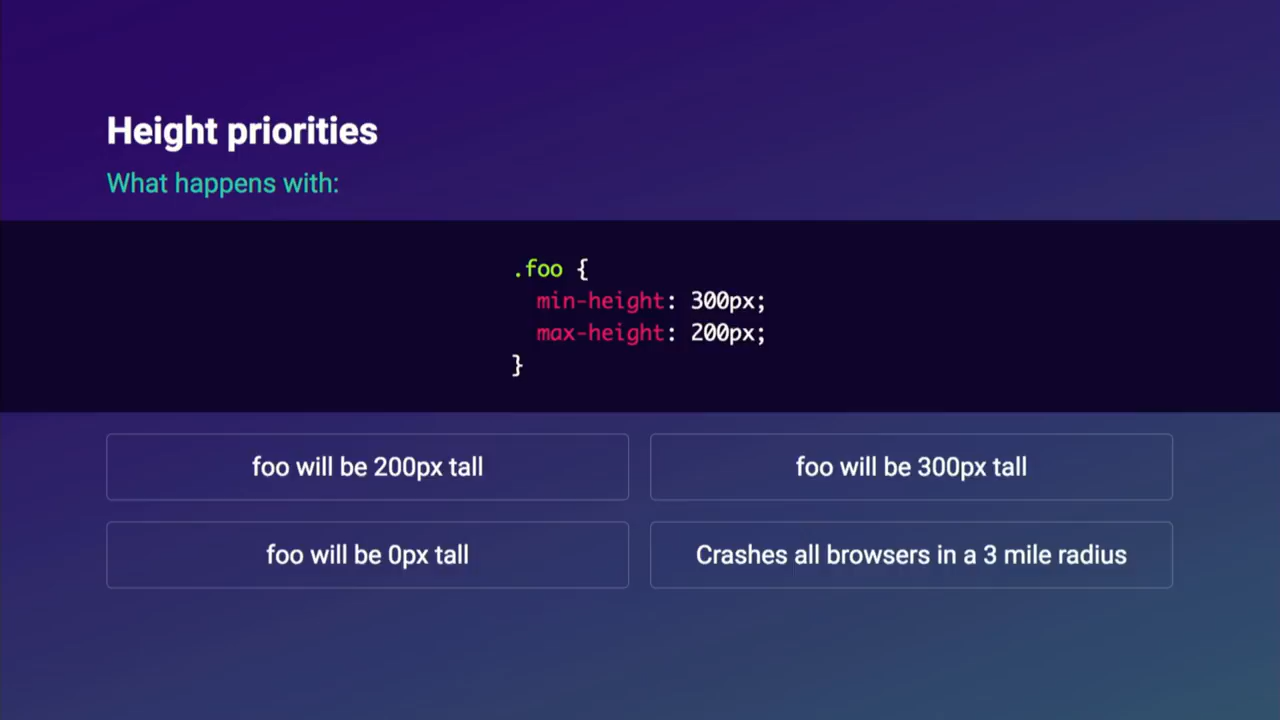 Height priorities
What happens with:
.foo {
  min-height: 300px;
  max-height: 200px;
}
foo will be 200px tall
foo will be 300px tall
foo will be 0px tall
Crashes all browsers in a 3 mile radius